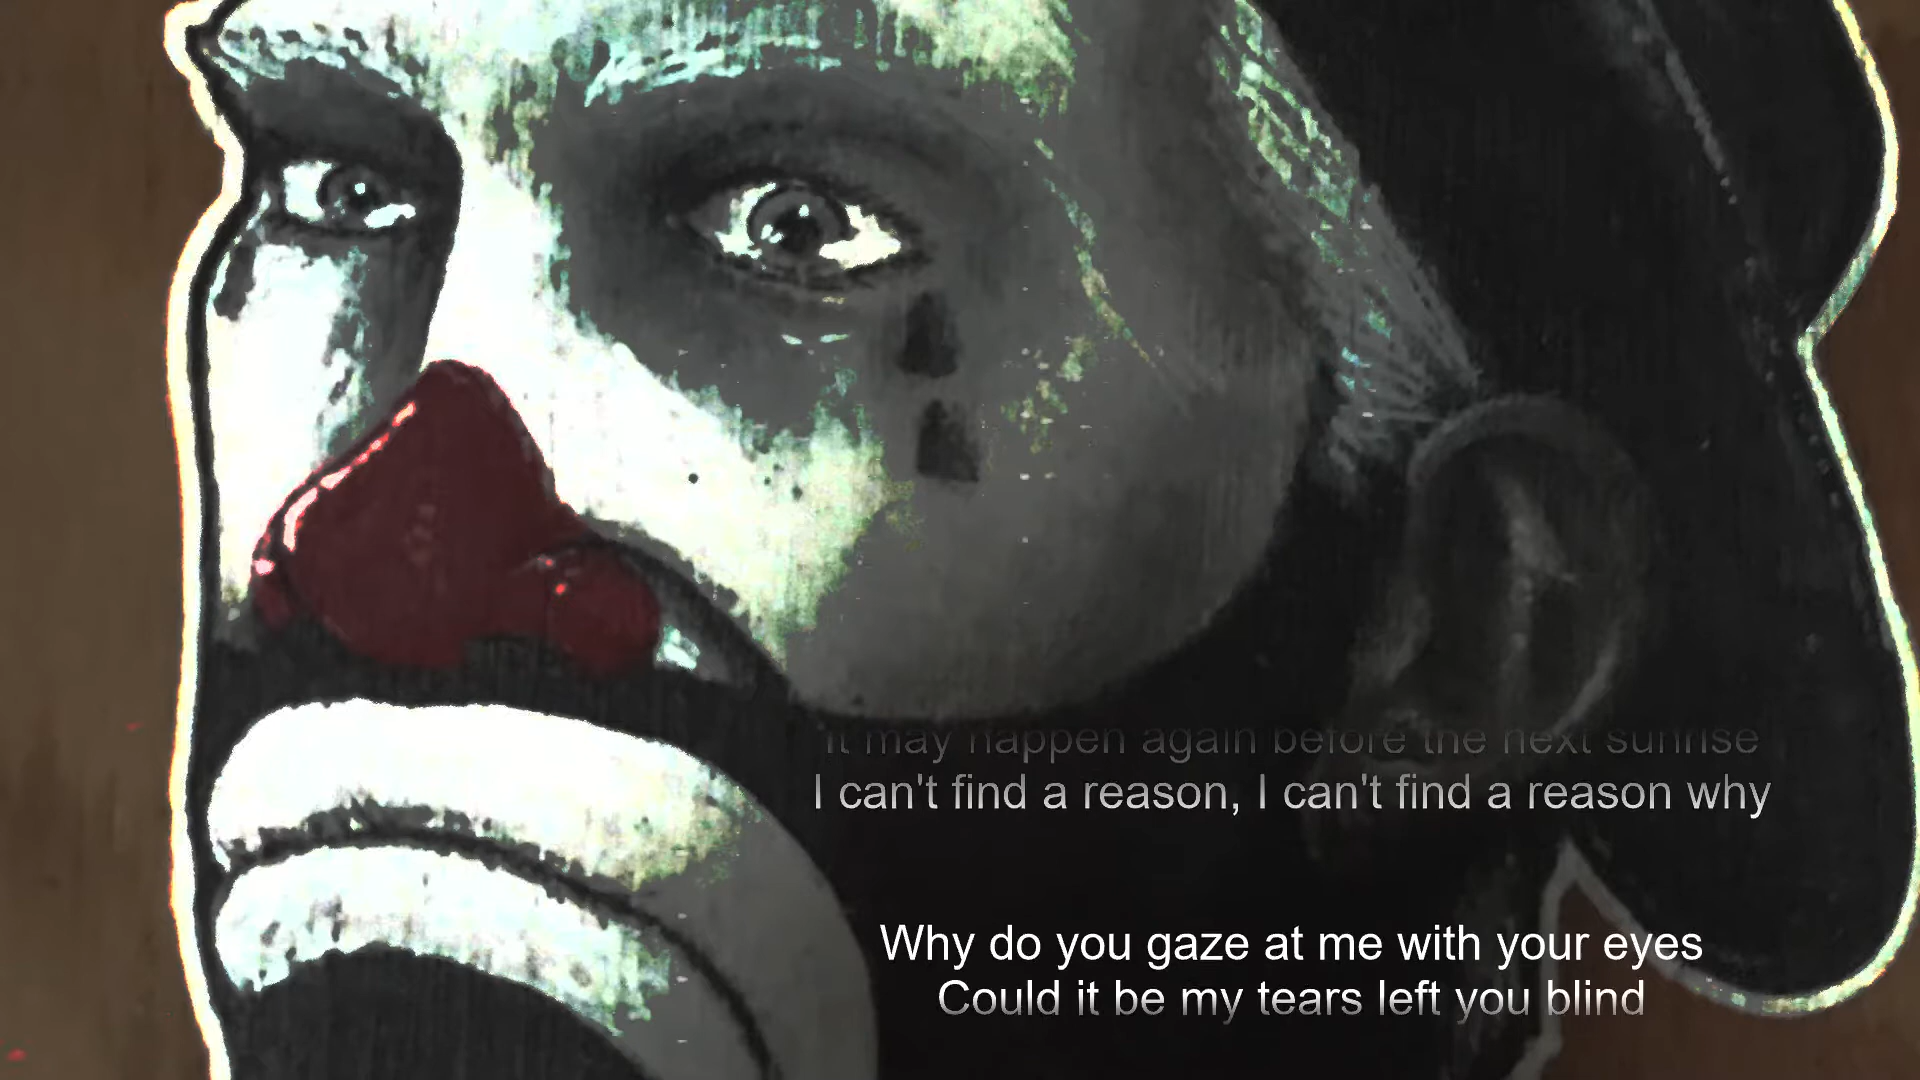 It may happen again before the next sunrise
I can't find a reason, I can't find a reason why
Why do you gaze at me with your eyes
Could it be my tears left you blind